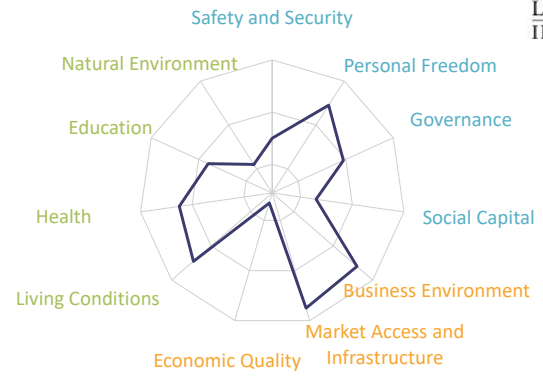 Safety and Security
Natural Environment
Personal Freedom
Education
Governance
Health
Social Capital
Living Conditions
Business Environment
Market Access and
Infrastructure
Economic Quality